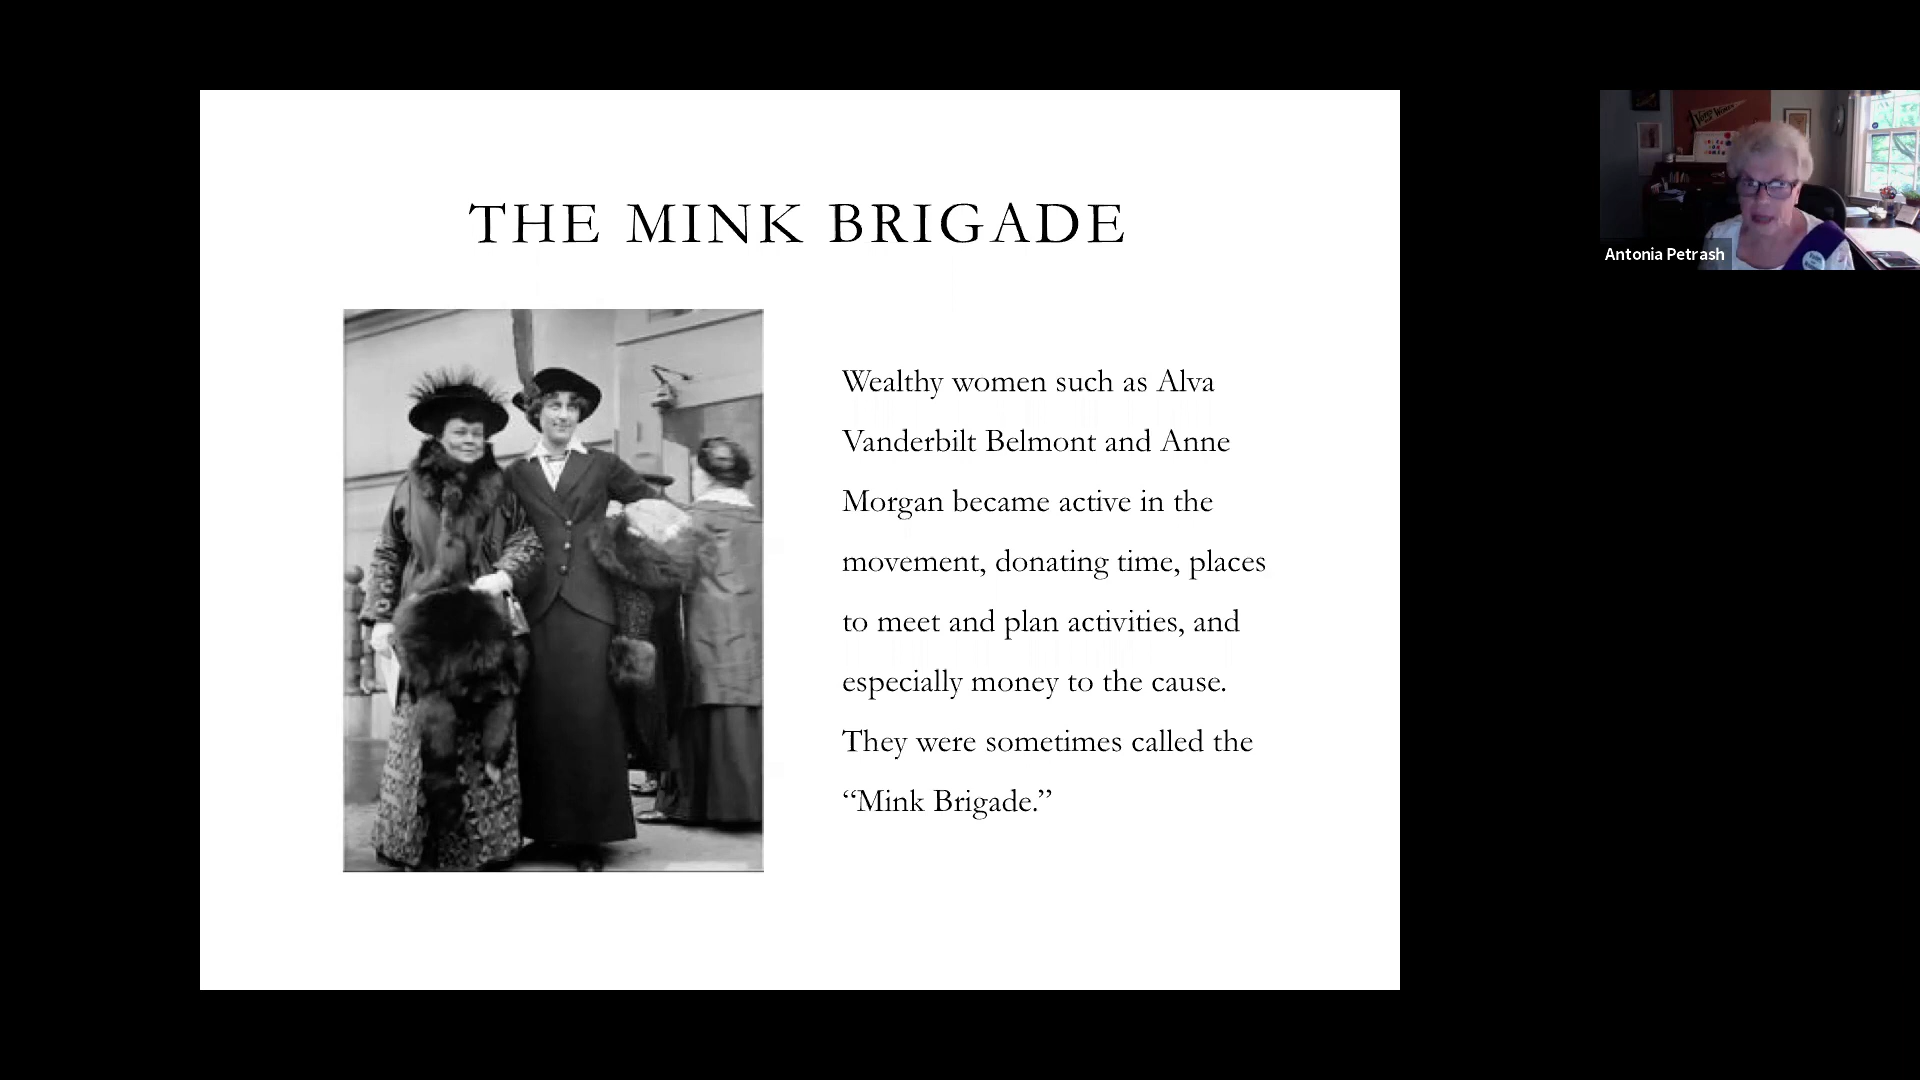 THE MINK BRIGADE
Wealthy women such as Alva
Vanderbilt Belmont and Anne
Morgan became active in the
movement, donating time, places
to meet and plan activities, and
especially money to the cause.
They were sometimes called the
“Mink Brigade.”
Antonia Petrash